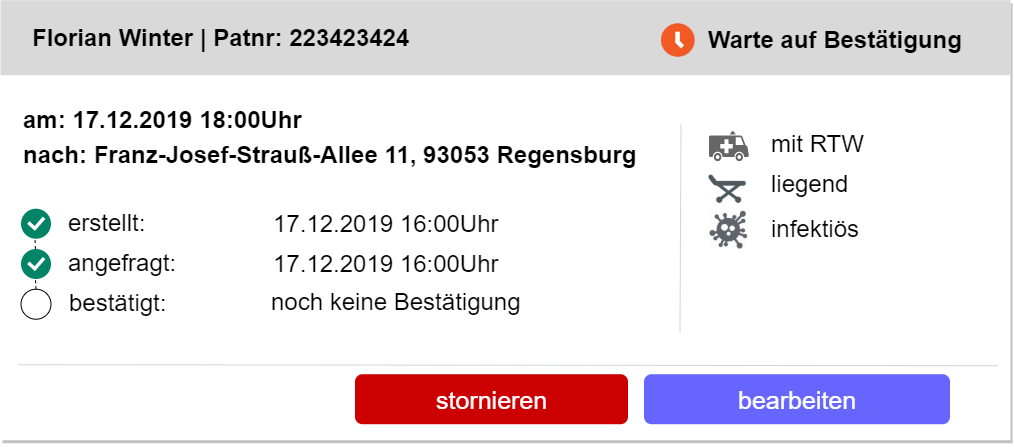 Florian Winter | Patnr: 223423424
Warte auf Bestätigung
am: 17.12.2019 18:00Uhr
nach: Franz-Josef-Strauß-Allee 11, 93053 Regensburg
erstellt: 17.12.2019 16:00Uhr
angefragt: 17.12.2019 16:00Uhr
bestätigt: noch keine Bestätigung
mit RTW
liegend
infektiös
stornieren
bearbeiten